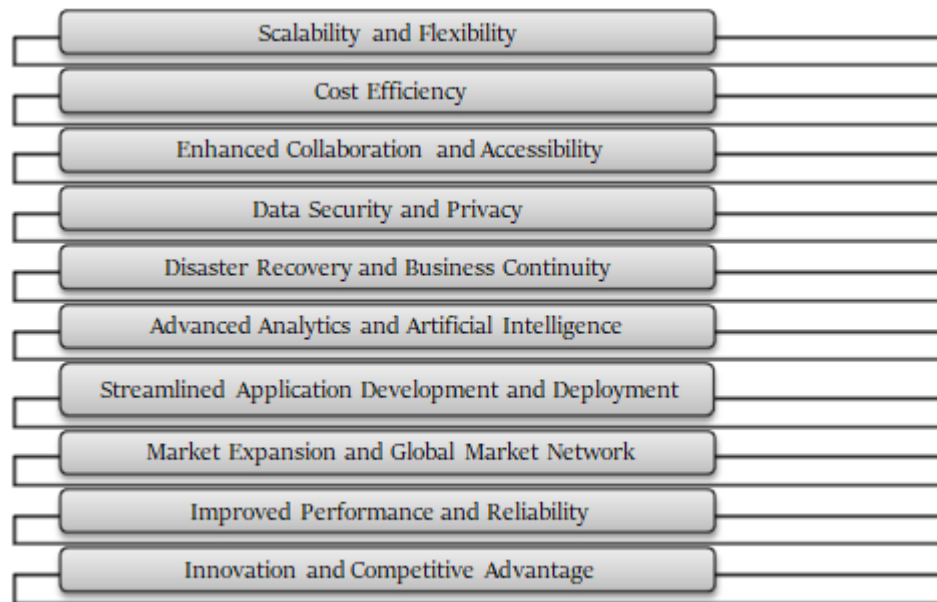 Scalability and Flexibility
Cost Efficiency
Enhanced Collaboration and Accessibility
Data Security and Privacy
Disaster Recovery and Business Continuity
Advanced Analytics and Artificial Intelligence
Streamlined Application Development and Deployment
Market Expansion and Global Market Network
Improved Performance and Reliability
Innovation and Competitive Advantage